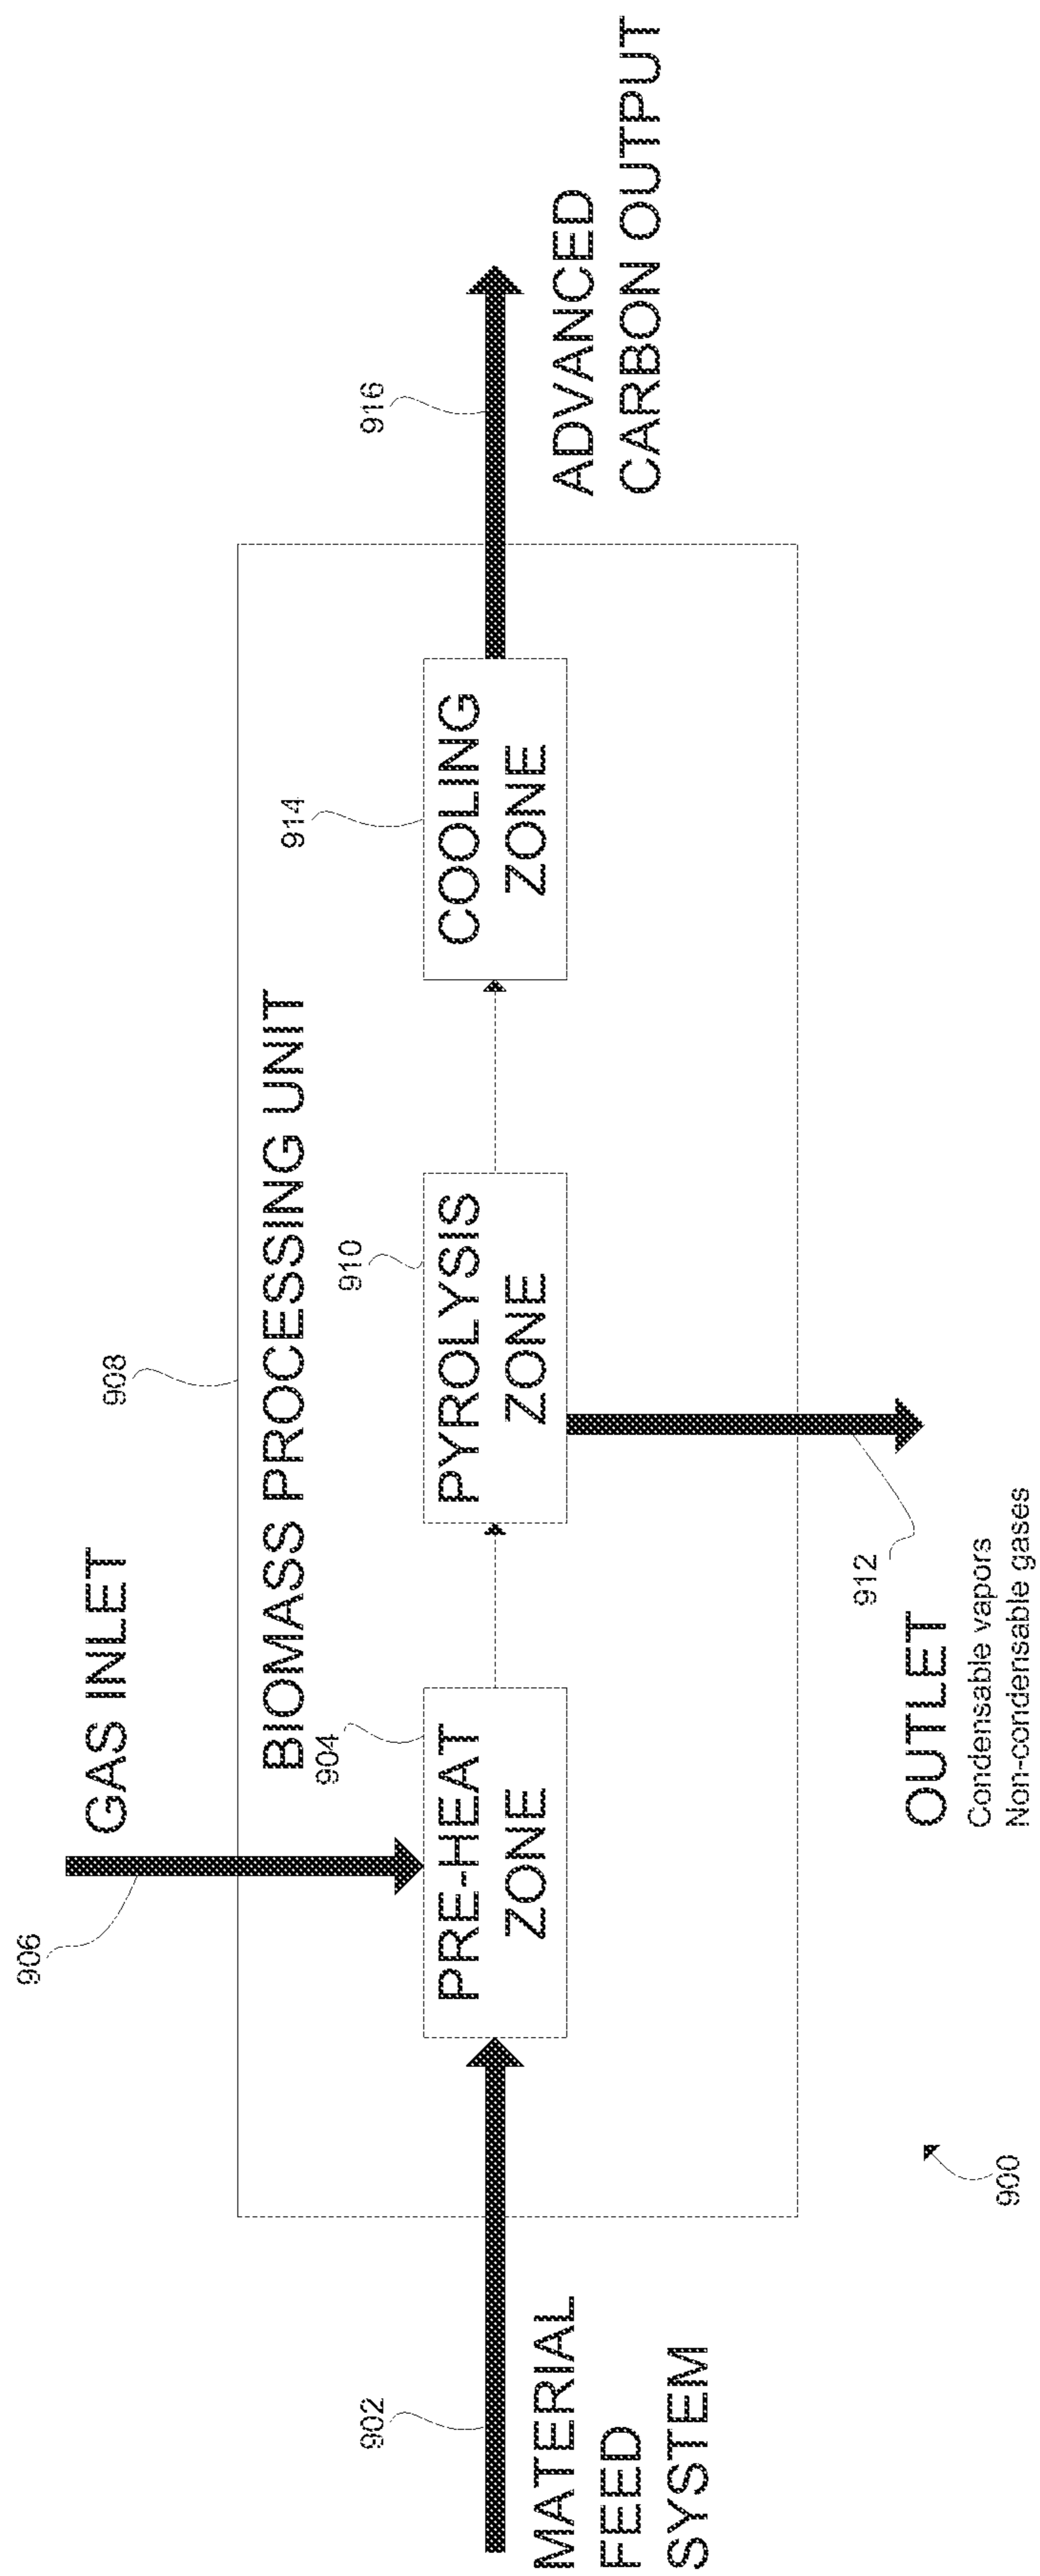 906
GAS INLET
908
BIOMASS PROCESSING UNIT
904
PRE-HEAT
ZONE
910
PYROLYSIS
ZONE
914
COOLING
ZONE
902
MATERIAL
FEED
SYSTEM
916
ADVANCED
CARBON OUTPUT
912
OUTLET
Condensable vapors
Non-condensable gases
900